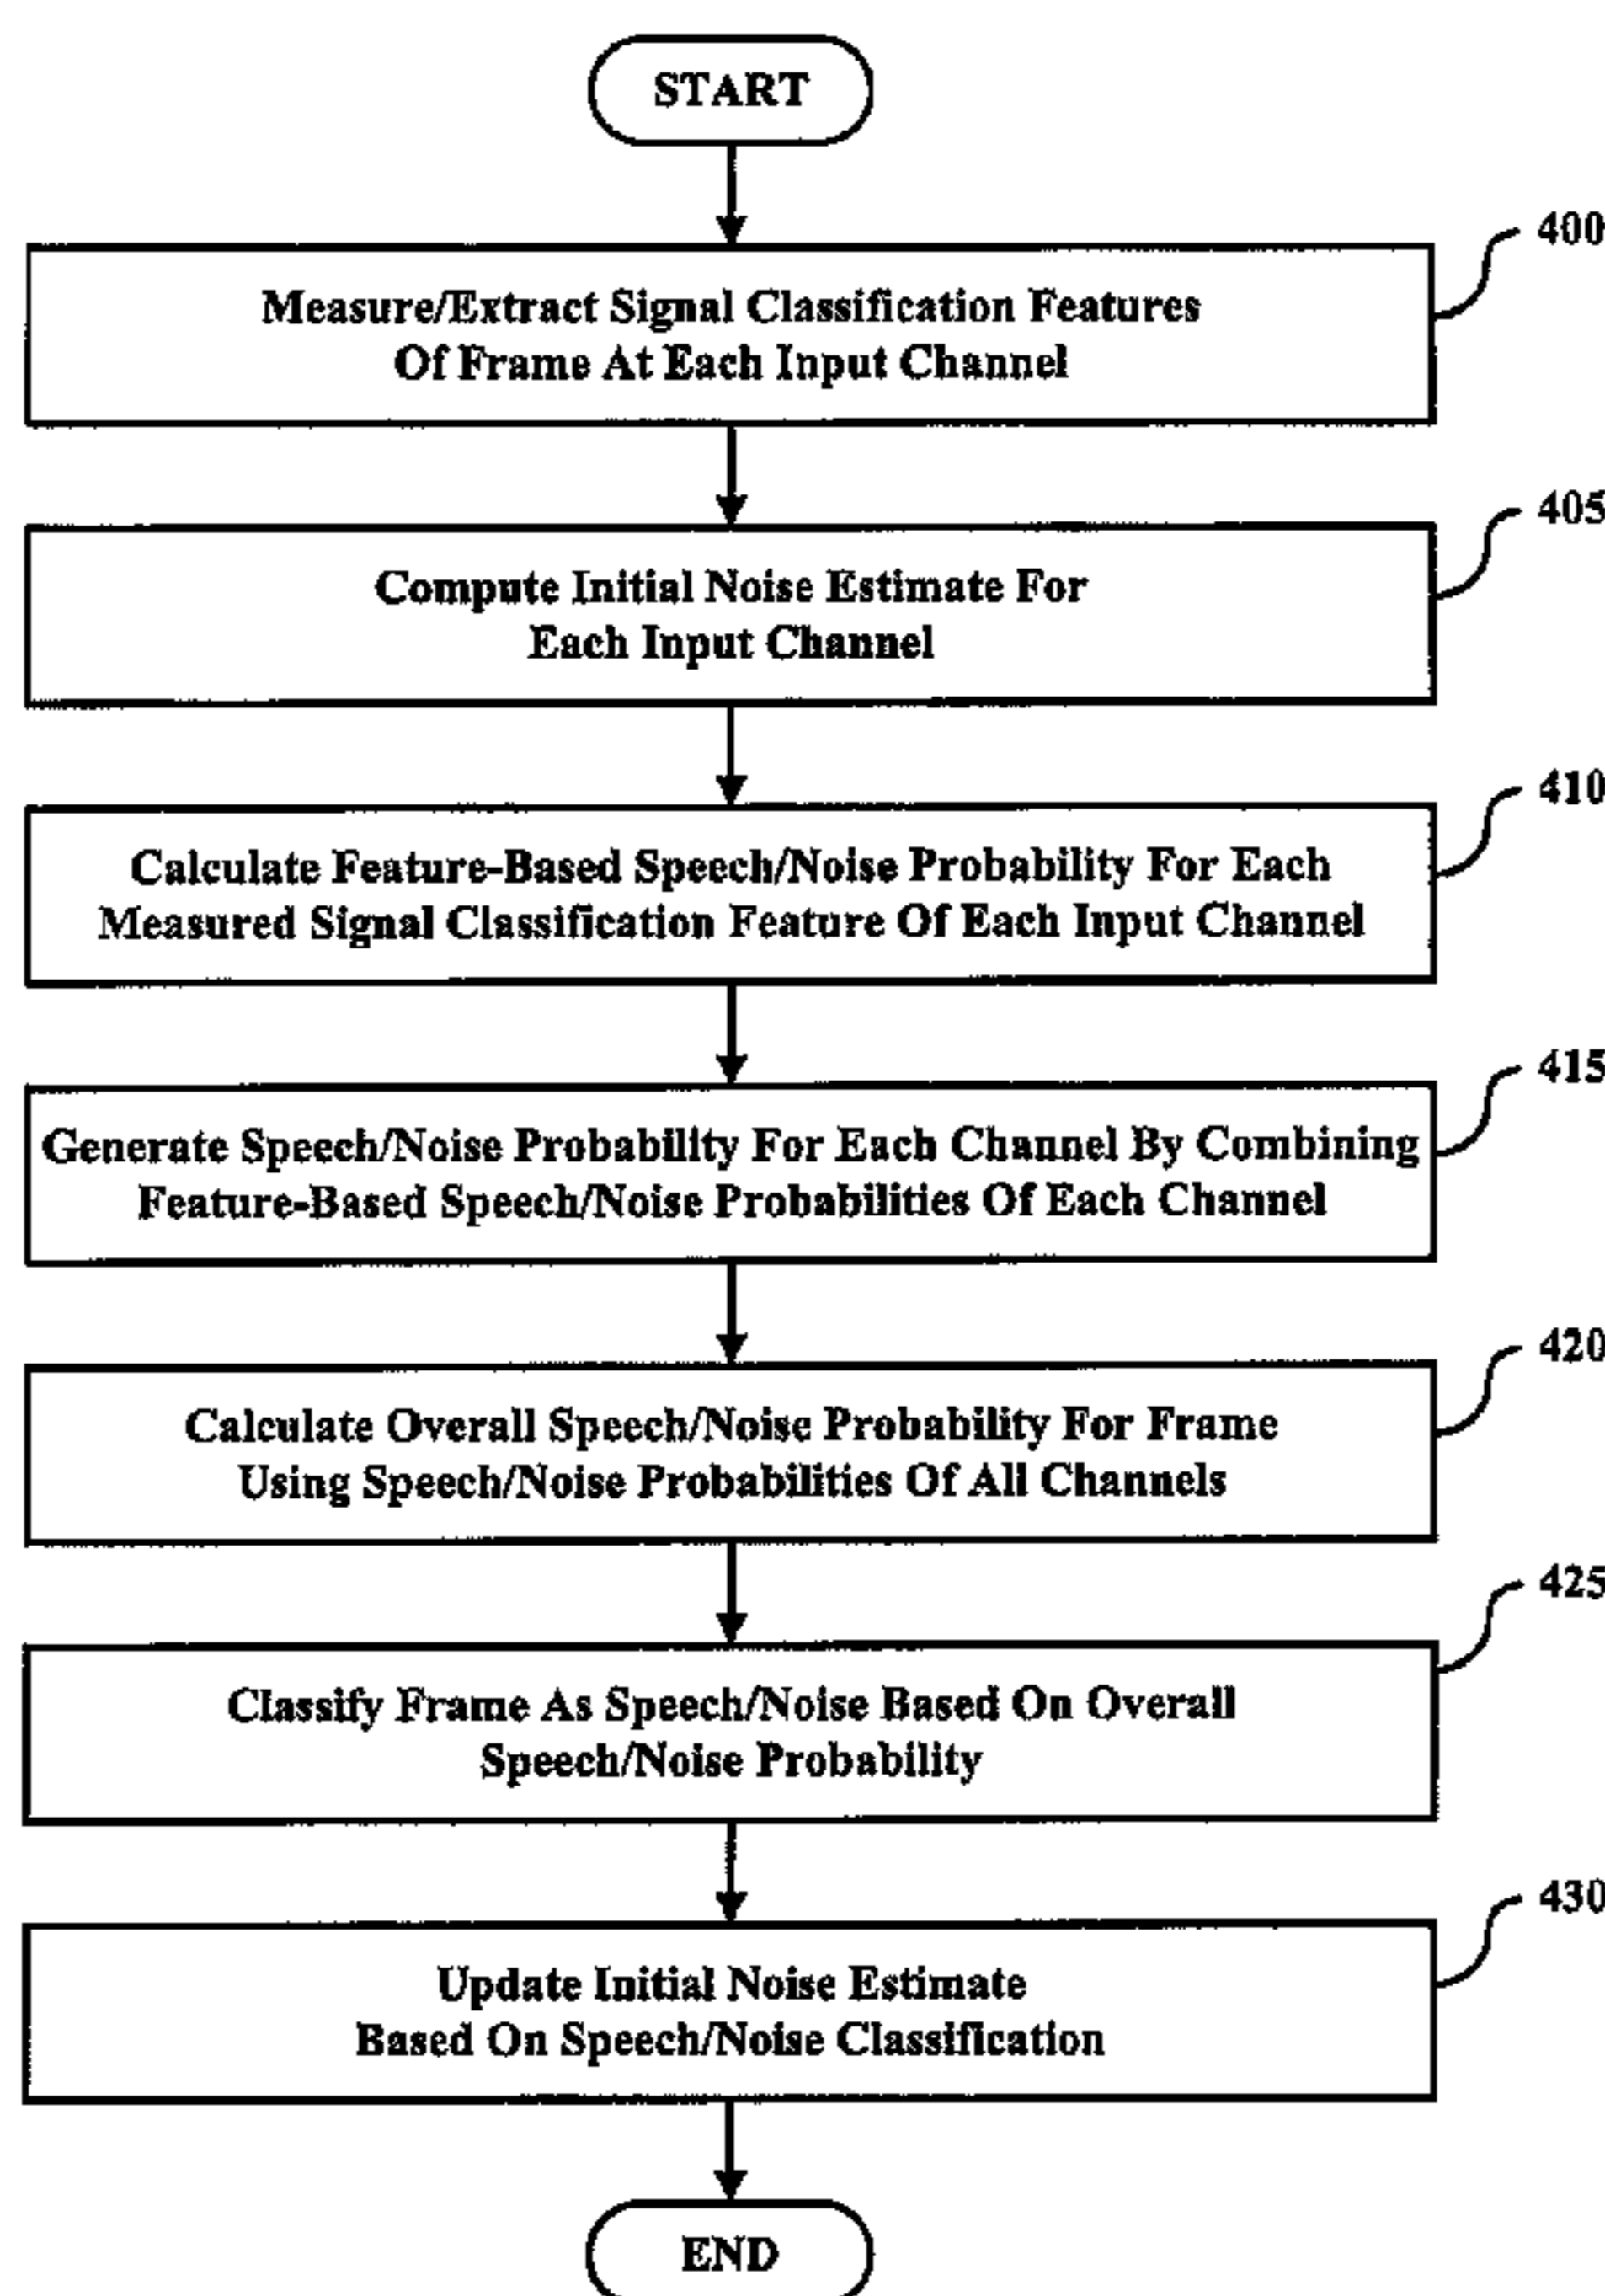 START
400
Measure/Extract Signal Classification Features
Of Frame At Each Input Channel
405
Compute Initial Noise Estimate For
Each Input Channel
410
Calculate Feature-Based Speech/Noise Probability For Each
Measured Signal Classification Feature Of Each Input Channel
415
Generate Speech/Noise Probability For Each Channel By Combining
Feature-Based Speech/Noise Probabilities Of Each Channel
420
Calculate Overall Speech/Noise Probability For Frame
Using Speech/Noise Probabilities Of All Channels
425
Classify Frame As Speech/Noise Based On Overall
Speech/Noise Probability
430
Update Initial Noise Estimate
Based On Speech/Noise Classification
END